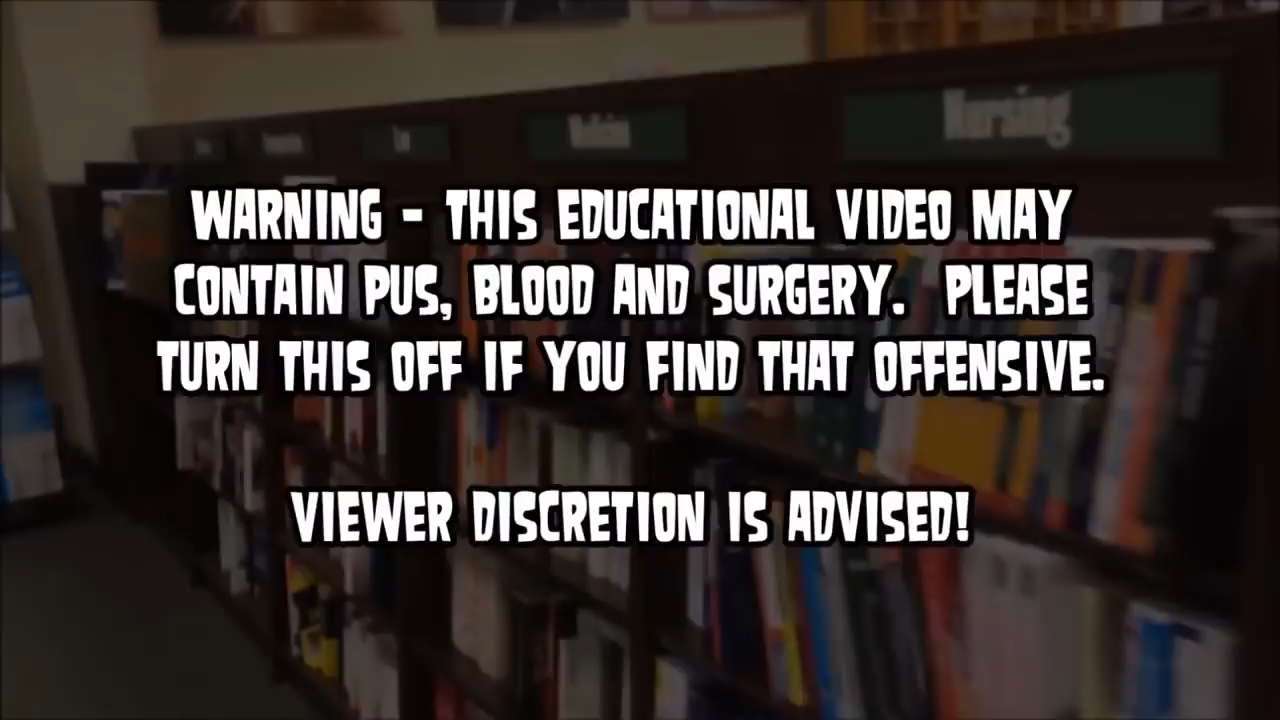 Nursing
WARNING - THIS EDUCATIONAL VIDEO MAY
CONTAIN PUS, BLOOD AND SURGERY. PLEASE
TURN THIS OFF IF YOU FIND THAT OFFENSIVE.
VIEWER DISCRETION IS ADVISED!